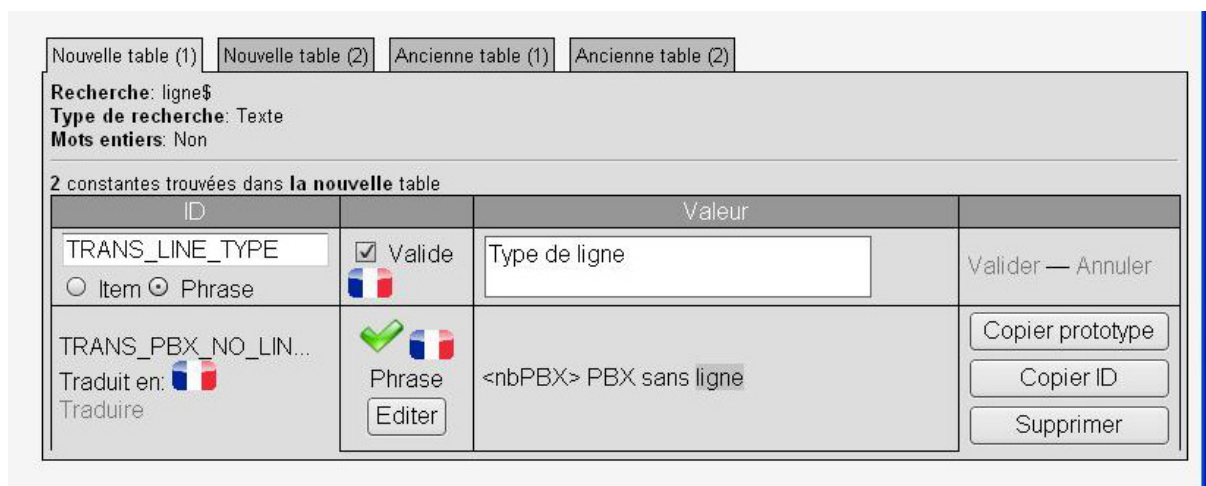 Nouvelle table (1) Nouvelle table (2) Ancienne table (1) Ancienne table (2)
Recherche: ligne$
Type de recherche: Texte
Mots entiers: Non
2 constantes trouvées dans la nouvelle table
ID Valeur
TRANS_LINE_TYPE
Item Phrase
Valide
Type de ligne
Valider — Annuler
TRANS_PBX_NO_LIN...
Traduit en:
Traduire
Phrase
Editer
<nbPBX> PBX sans ligne
Copier prototype
Copier ID
Supprimer